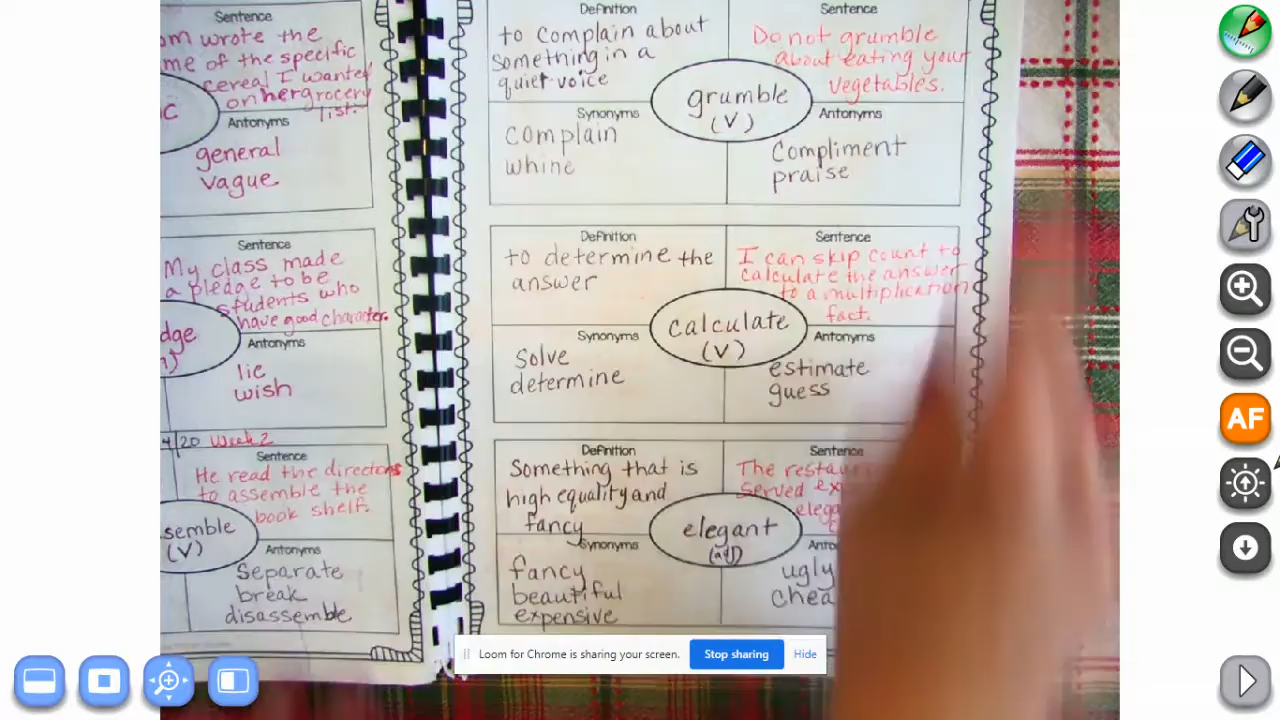 Sentence
wrote the
of the specific
cereal I wanted
on her grocery
list.
Antonyms
general
vague
Sentence
My class made
a pledge to be
students who
have good character.
Antonyms
lie
wish
20 Week 2
Sentence
He read the directons
to assemble the
book shelf.
(V)
Antonyms
Separate
break
disassemble
Definition
to complain about
something in a
quiet voice
Sentence
Do not grumble
about eating your
vegetables.
grumble
(V)
Synonyms
complain
whine
Antonyms
Compliment
praise
Definition
to determine the
answer
Sentence
I can skip count to
calculate the answer
to a multiplication
fact.
calculate
(V)
Synonyms
Solve
determine
Antonyms
estimate
guess
Definition
Something that is
high equality and
fancy
Sentence
The
Served
elegant
(adj)
Synonyms
fancy
beautiful
expensive
ugly
Loom for Chrome is sharing your screen.
Stop sharing
Hide
AF